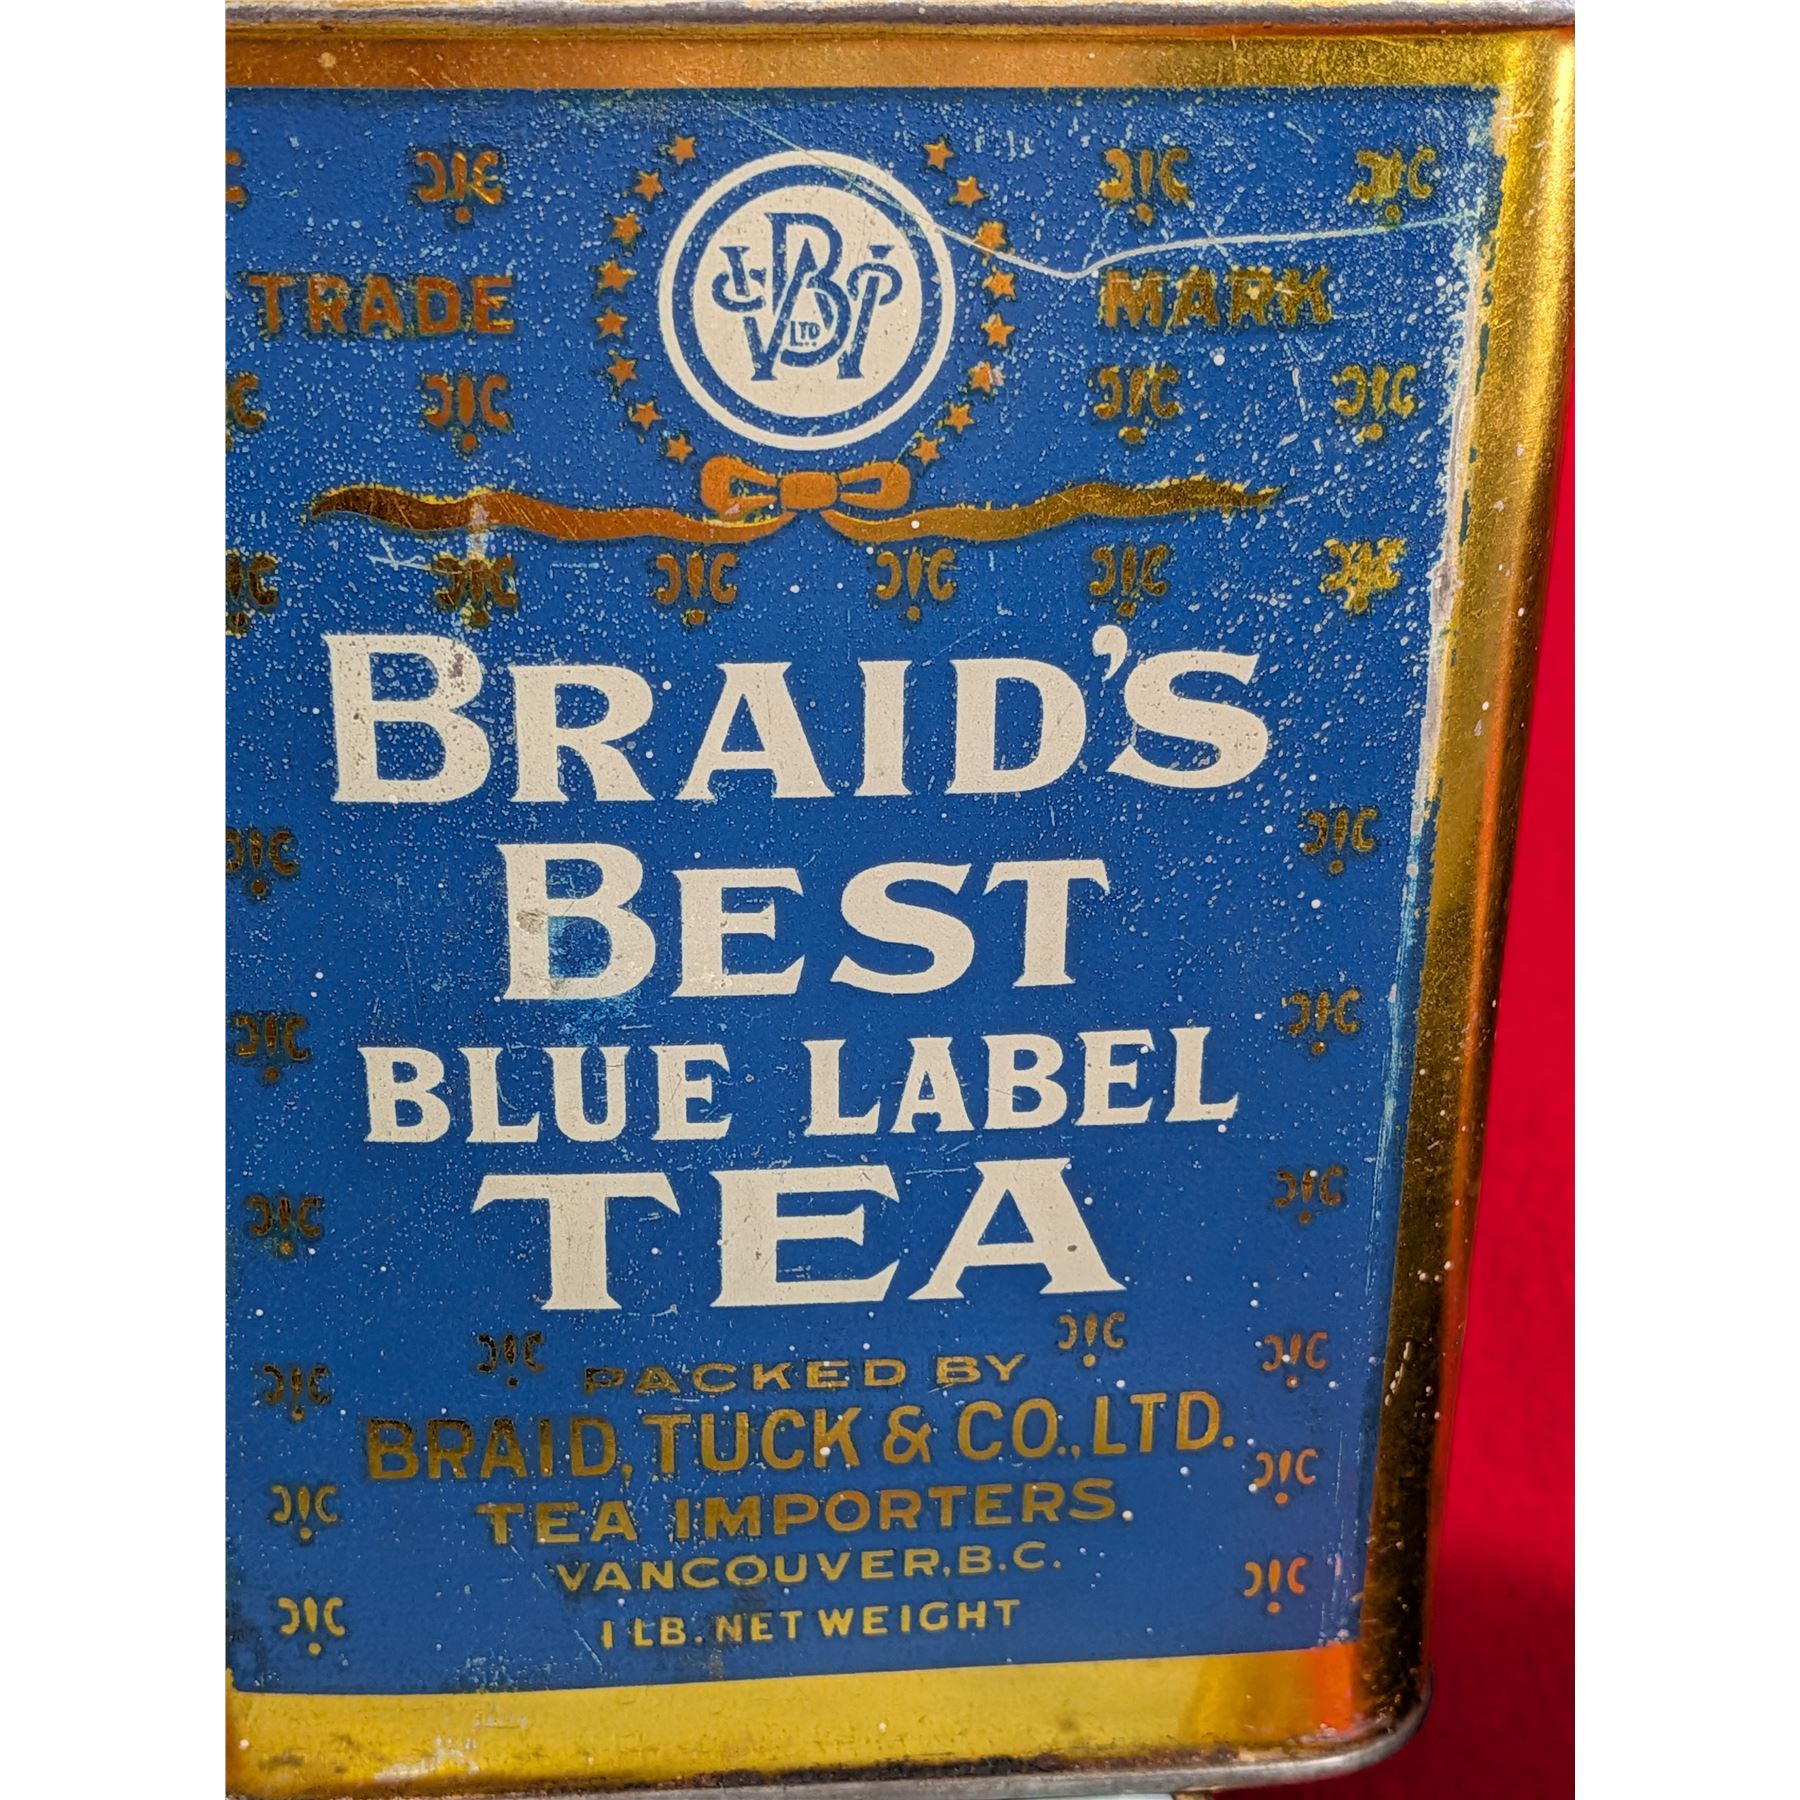 TRADE MARK
LTD
BRAID'S
BEST
BLUE LABEL
TEA
PACKED BY
BRAID, TUCK & CO., LTD.
TEA IMPORTERS.
VANCOUVER, B.C.
1 LB. NET WEIGHT